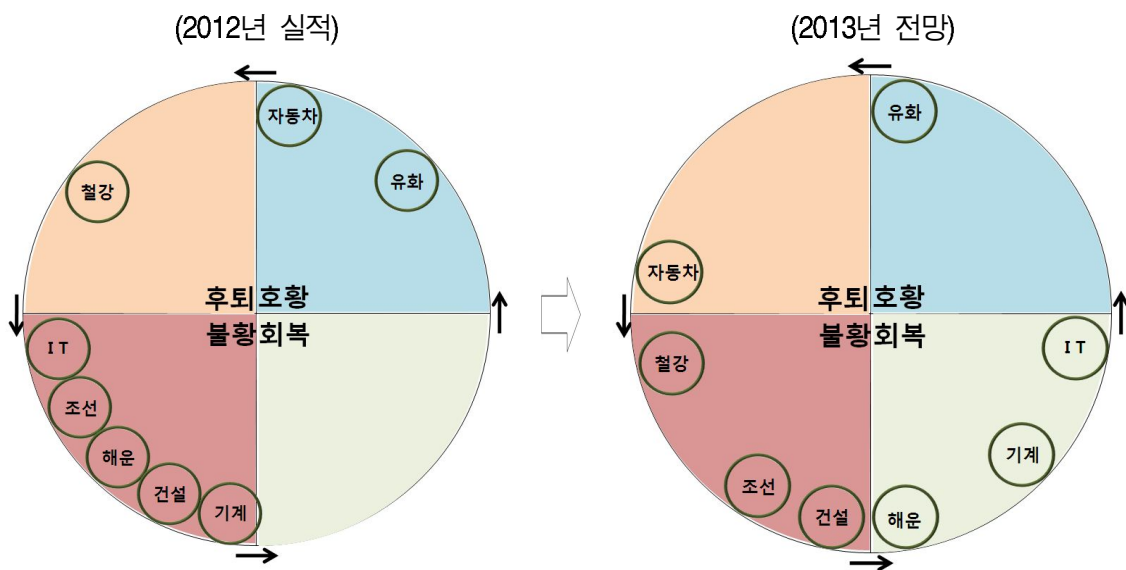 (2012년 실적)
자동차
유화
철강
후퇴 호황
불황 회복
IT
조선
해운
건설
기계
(2013년 전망)
유화
자동차
후퇴 호황
불황 회복
철강
IT
기계
조선
건설
해운